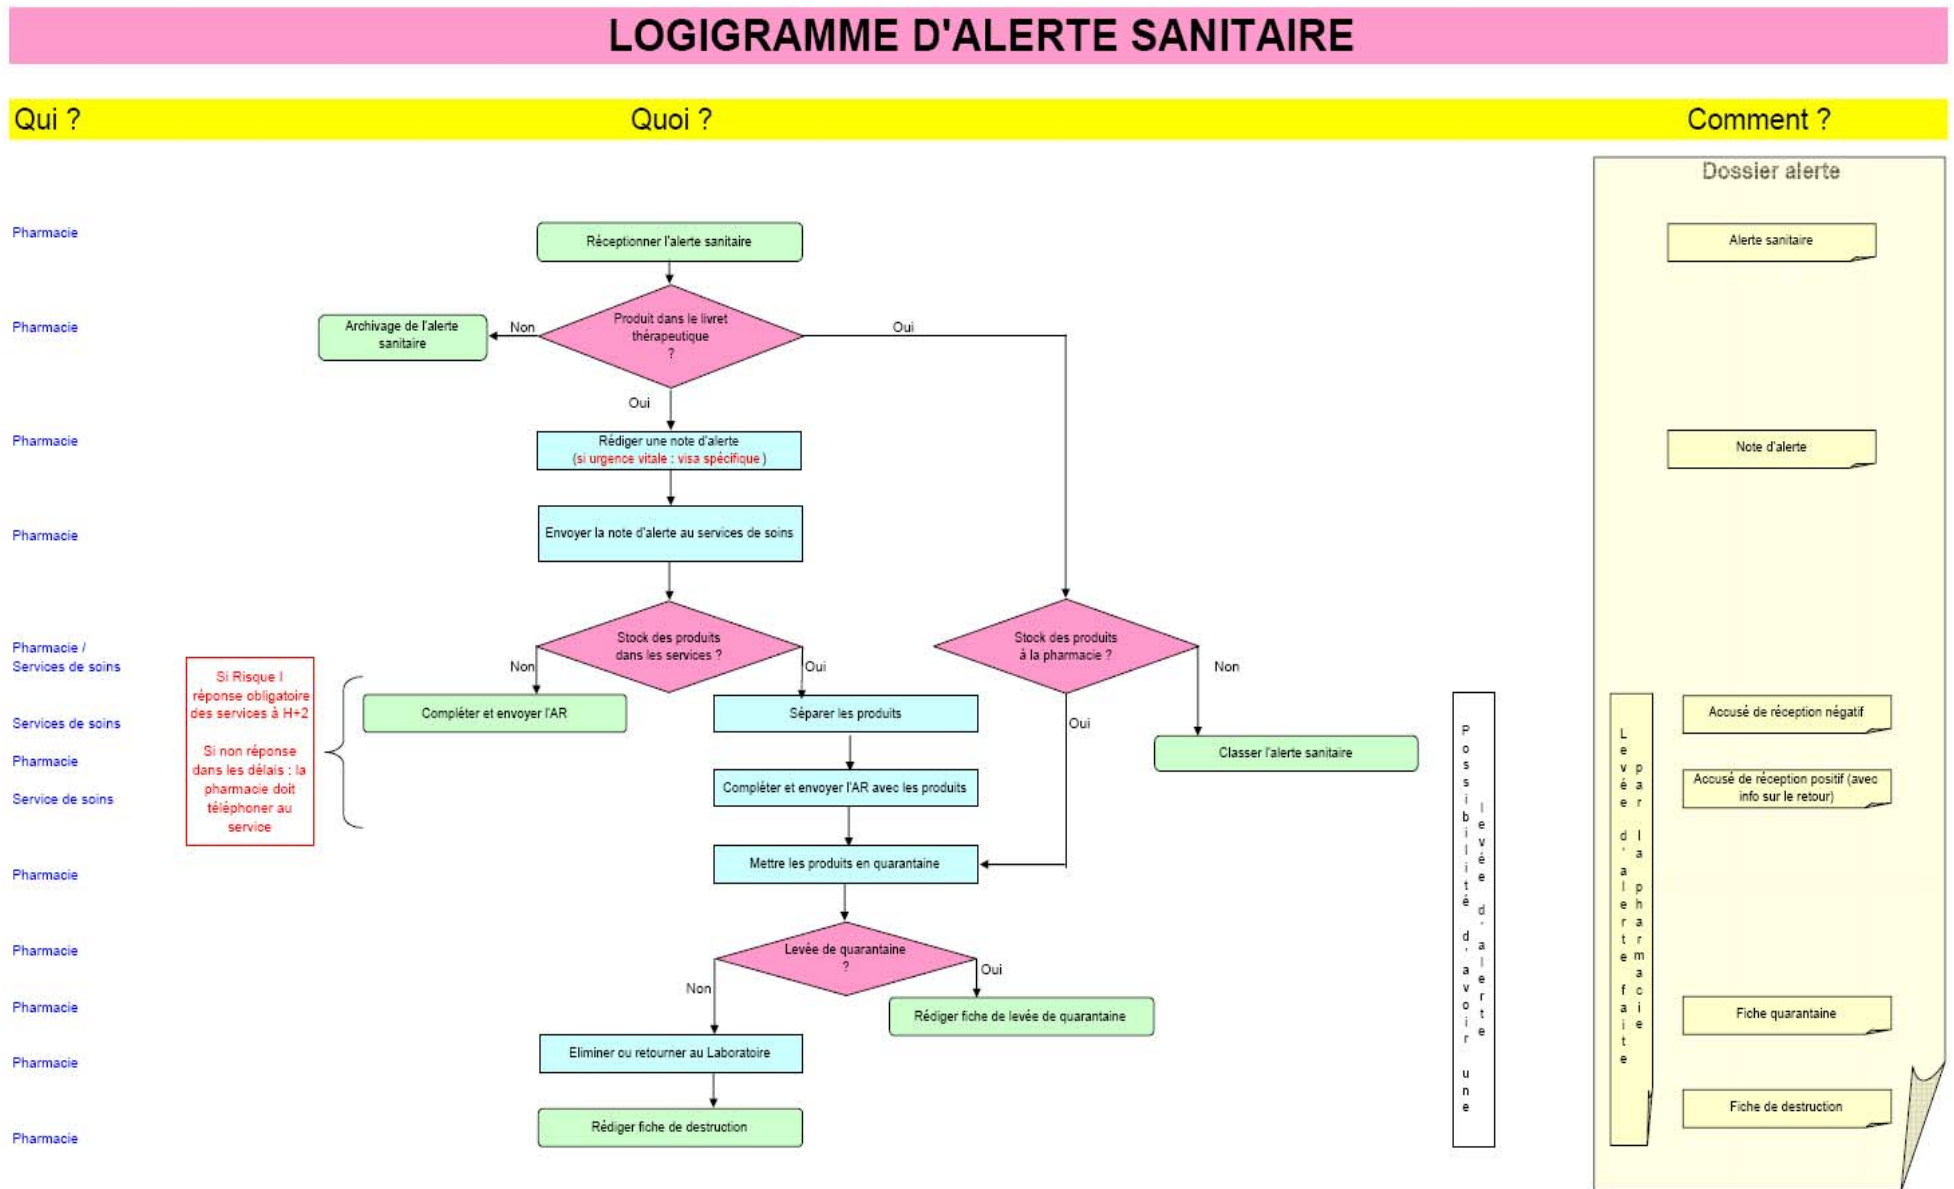 LOGIGRAMME D'ALERTE SANITAIRE
Qui ?
Quoi ?
Comment ?
Dossier alerte
Pharmacie
Réceptionner l'alerte sanitaire
Alerte sanitaire
Pharmacie
Archivage de l'alerte
sanitaire
Non
Produit dans le livret
thérapeutique
?
Oui
Oui
Pharmacie
Rédiger une note d'alerte
(si urgence vitale : visa spécifique )
Note d'alerte
Pharmacie
Envoyer la note d'alerte au services de soins
Pharmacie /
Services de soins
Stock des produits
dans les services ?
Non
Oui
Stock des produits
à la pharmacie ?
Non
Oui
Si Risque I
réponse obligatoire
des services à H+2
Si non réponse
dans les délais : la
pharmacie doit
téléphoner au
service
Services de soins
Compléter et envoyer l'AR
Séparer les produits
Accusé de réception négatif
Pharmacie
Classer l'alerte sanitaire
Service de soins
Compléter et envoyer l'AR avec les produits
Accusé de réception positif (avec
info sur le retour)
Pharmacie
Mettre les produits en quarantaine
Pharmacie
Levée de quarantaine
?
Non
Oui
Pharmacie
Rédiger fiche de levée de quarantaine
Fiche quarantaine
Pharmacie
Eliminer ou retourner au Laboratoire
Pharmacie
Rédiger fiche de destruction
Fiche de destruction
Possibilité d'avoir une
levée d'alerte
Levée d'alerte faite
par la pharmacie